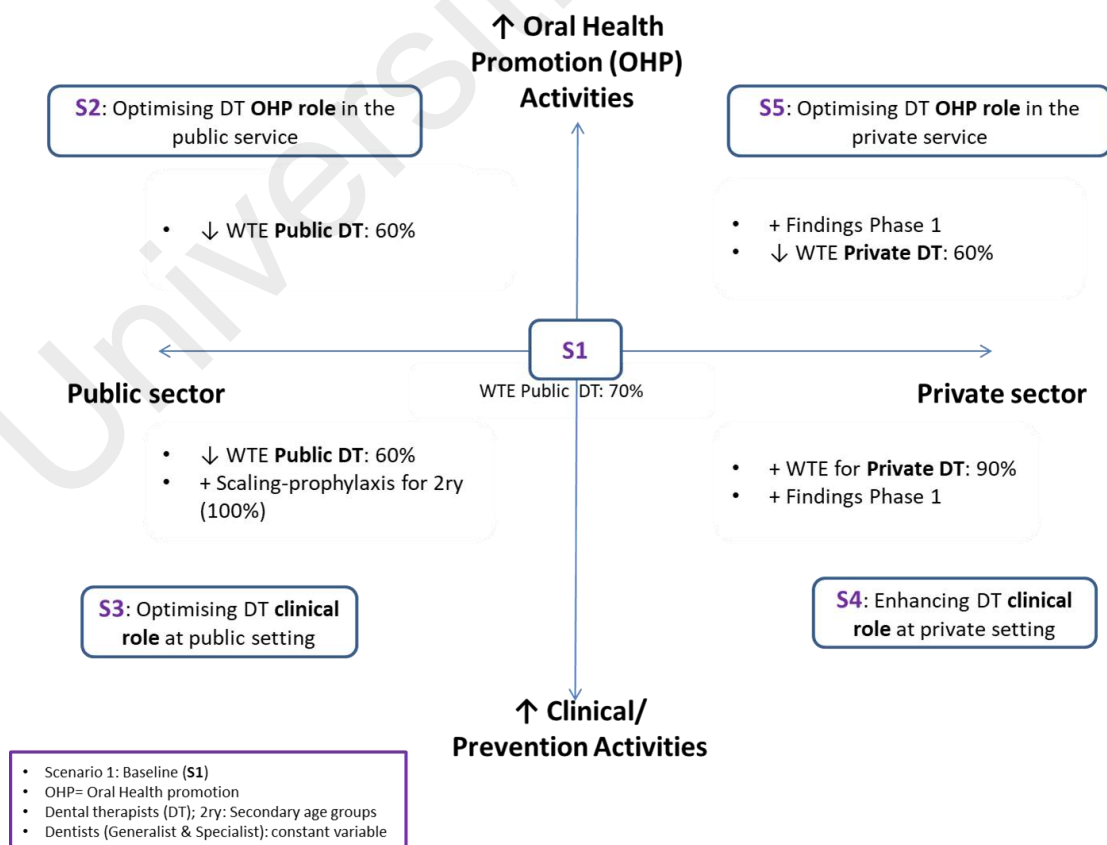 ↑ Oral Health
Promotion (OHP)
Activities
S2: Optimising DT OHP role in the
public service
S5: Optimising DT OHP role in the
private service
• ↓ WTE Public DT: 60%
• + Findings Phase 1
• ↓ WTE Private DT: 60%
S1
WTE Public DT: 70%
Public sector
Private sector
• ↓ WTE Public DT: 60%
• + Scaling-prophylaxis for 2ry
(100%)
• + WTE for Private DT: 90%
• + Findings Phase 1
S3: Optimising DT clinical
role at public setting
S4: Enhancing DT clinical
role at private setting
↑ Clinical/
Prevention Activities
• Scenario 1: Baseline (S1)
• OHP= Oral Health promotion
• Dental therapists (DT); 2ry: Secondary age groups
• Dentists (Generalist & Specialist): constant variable